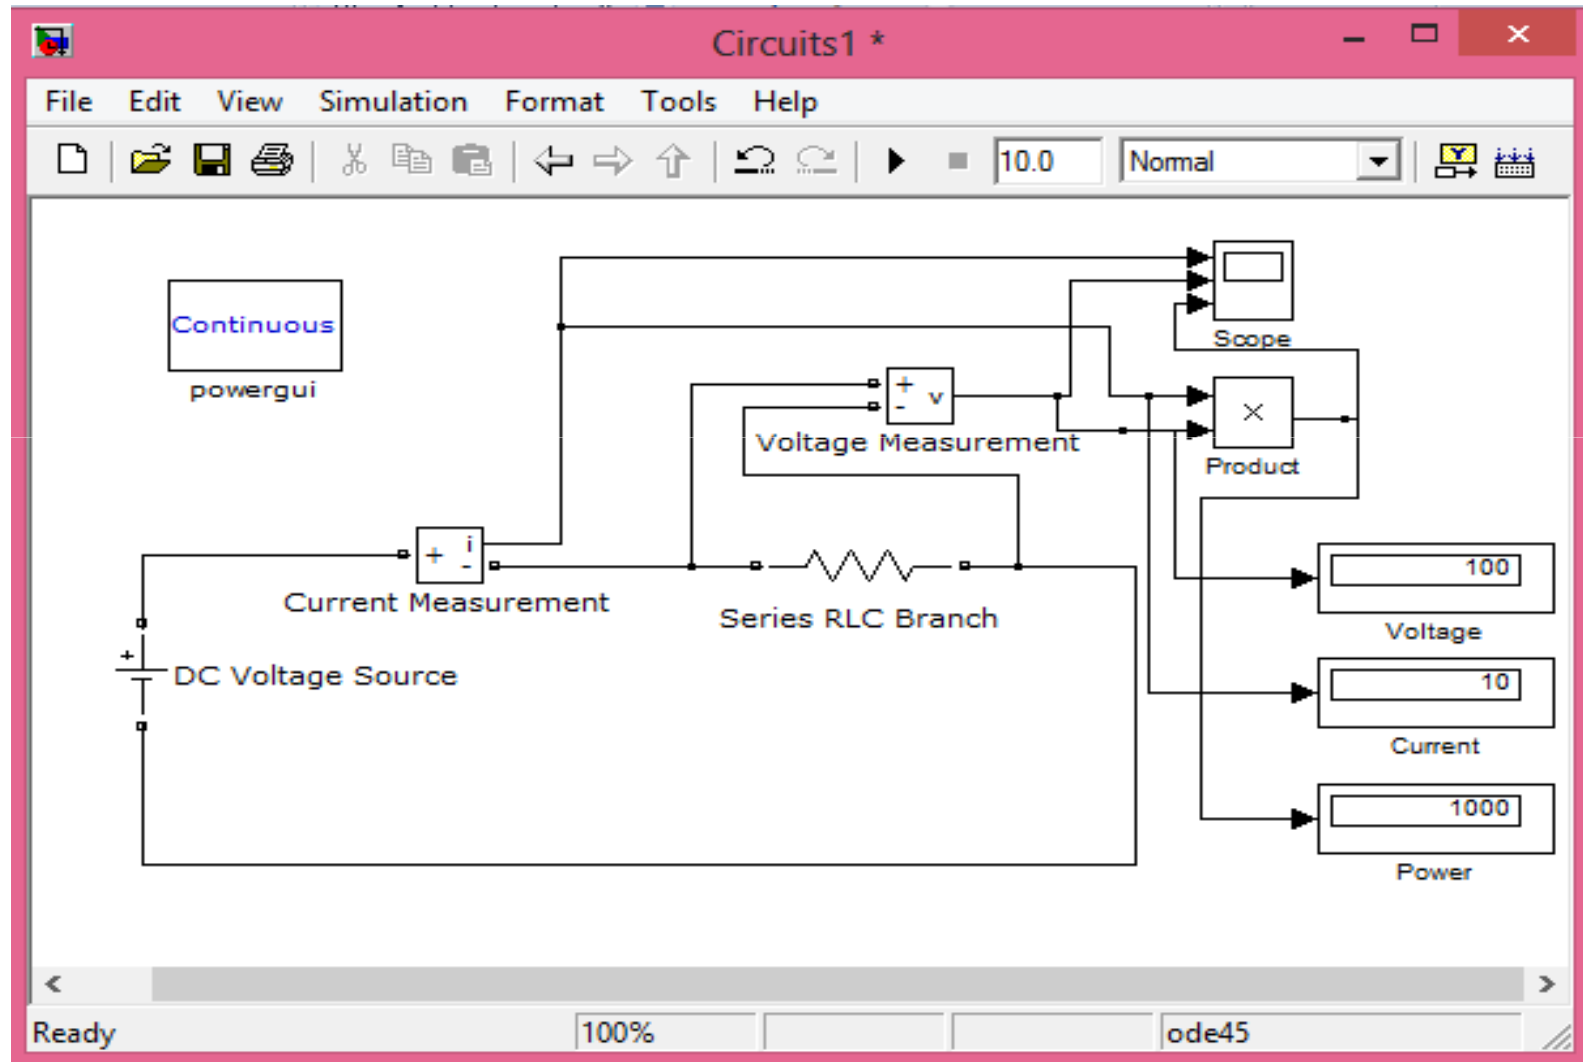 Circuits1 *
File Edit View Simulation Format Tools Help
10.0 Normal
Continuous
powergui
Scope
+ - v
Voltage Measurement
×
Product
+ i -
Current Measurement
Series RLC Branch
+
DC Voltage Source
100
Voltage
10
Current
1000
Power
Ready 100% ode45